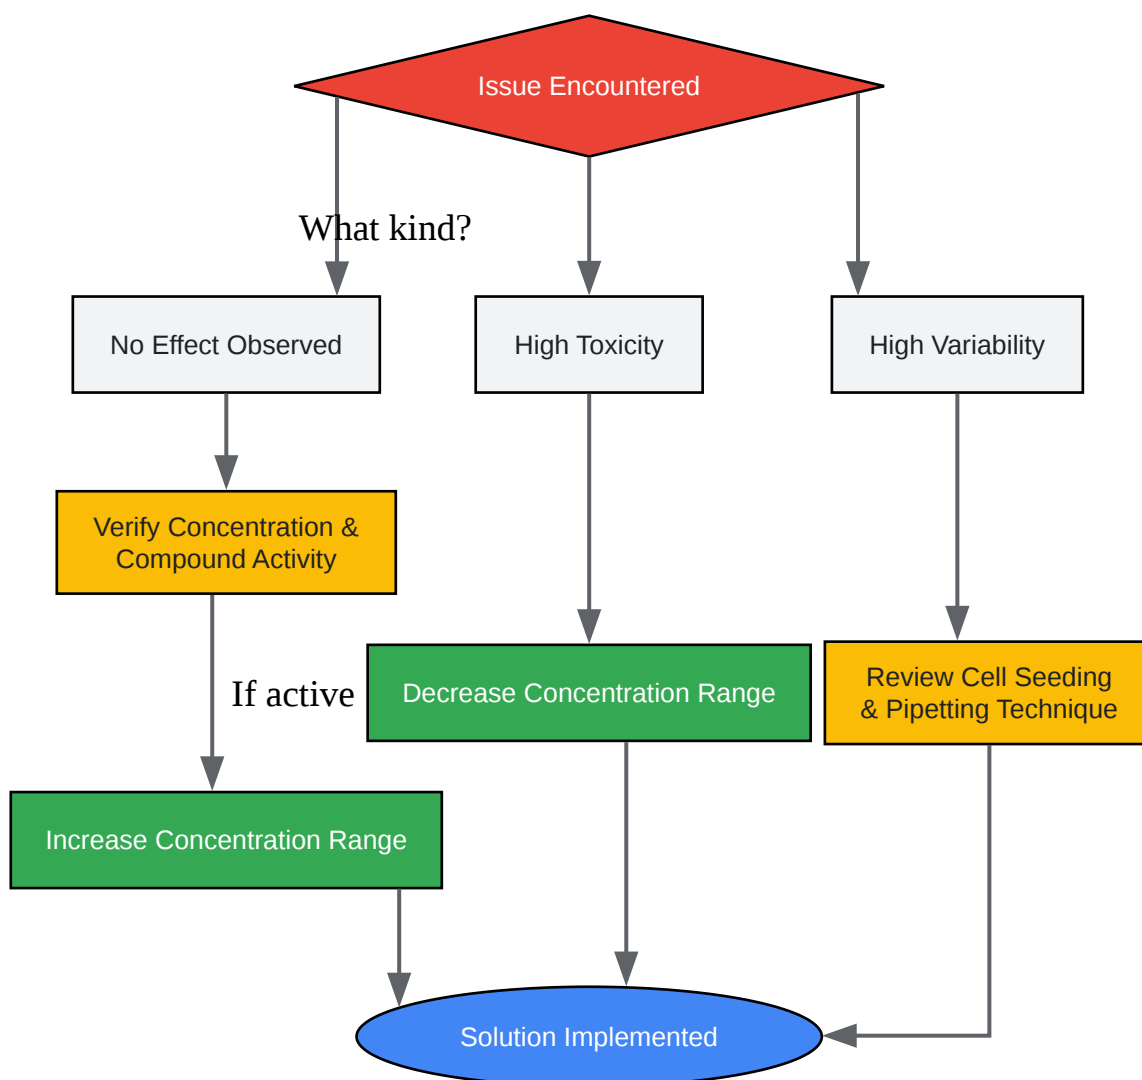 Issue Encountered
What kind?
No Effect Observed
High Toxicity
High Variability
Verify Concentration &
Compound Activity
If active
Decrease Concentration Range
Review Cell Seeding
& Pipetting Technique
Increase Concentration Range
Solution Implemented